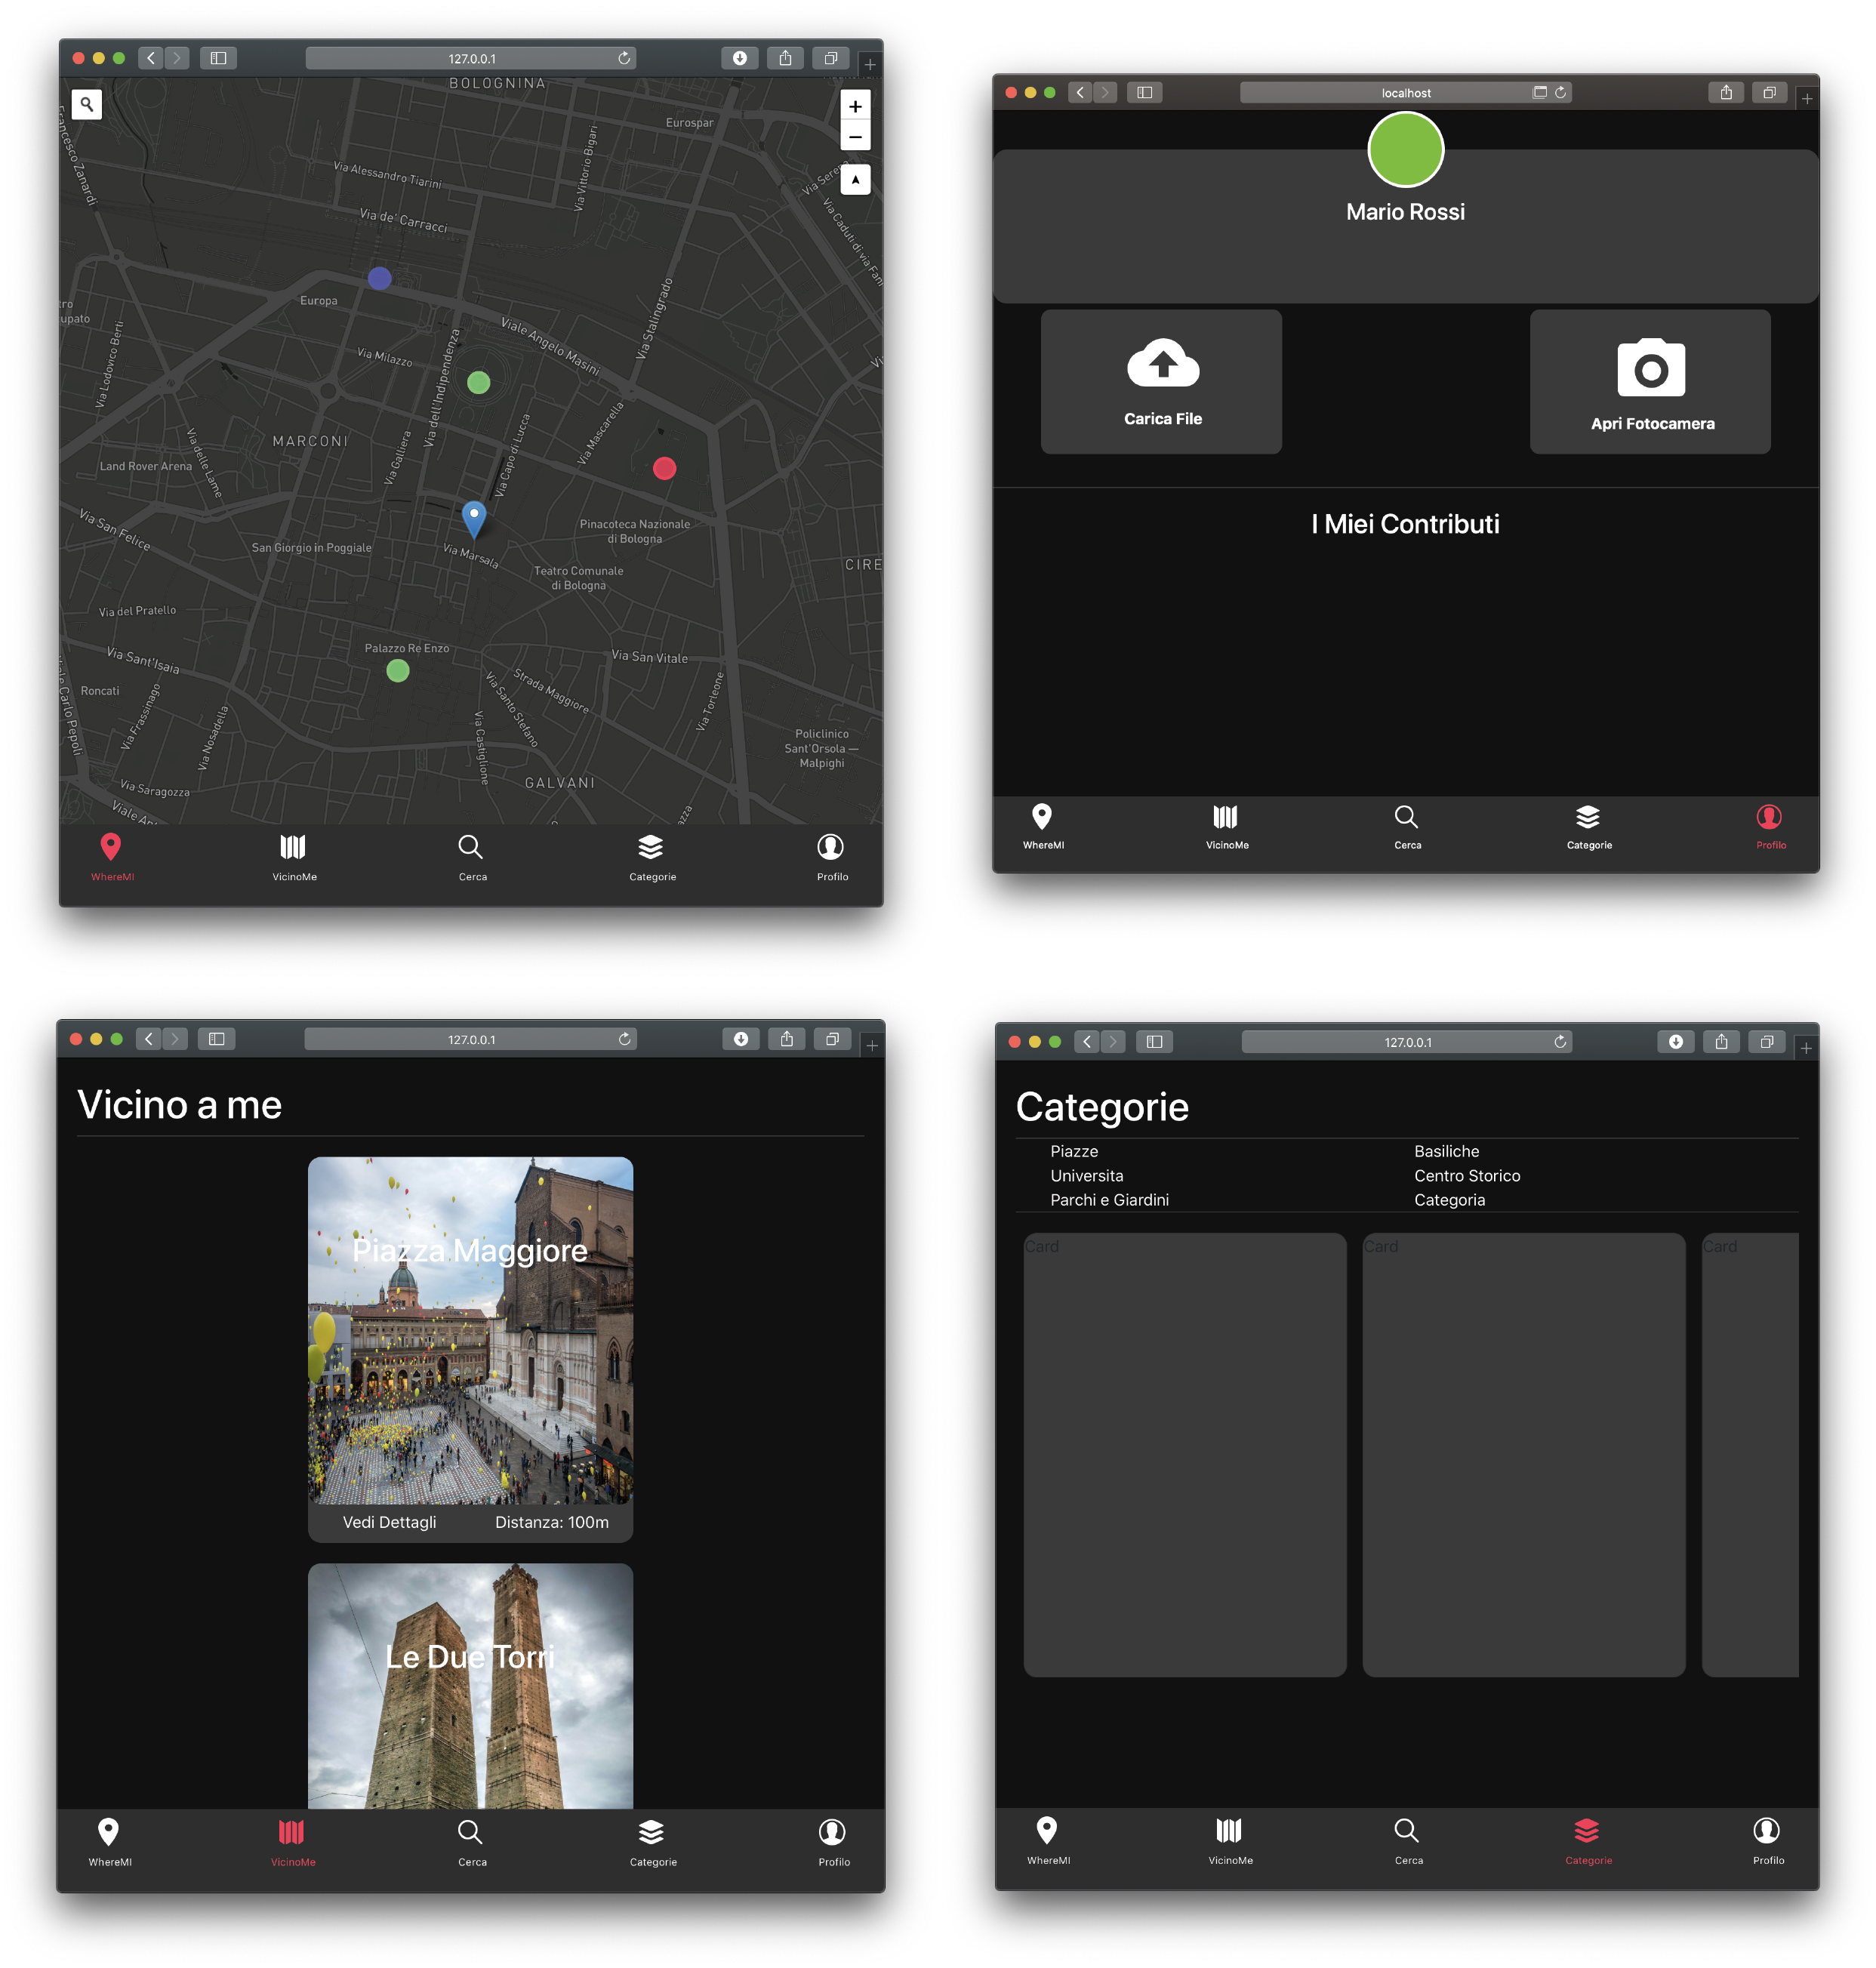 127.0.0.1
BOLOGNINA
Eurospar
Francesco Zanardi
Via Alessandro Tiarini
Via Vittorio Bigari
Via Sere
Via de' Carracci
Via Caduti di via Fan
Europa
tro
upato
Via Stalingrado
Viale Angelo Masini
Via Lodovico Berti
Via Milazzo
Via dell'Indipendenza
Via Mascarella
Via Capo di Lucca
MARCONI
Via Galliera
Via delle Lame
Land Rover Arena
Via San Felice
Pinacoteca Nazionale
di Bologna
San Giorgio in Poggiale
Via Marsala
Teatro Comunale
di Bologna
CIRE
Via del Pratello
Palazzo Re Enzo
Via San Vitale
Via Sant'Isaia
Strada Maggiore
Via Santo Stefano
Roncati
Via Frassinago
Via Nosadella
Via Torleone
Viale Carlo Pepoli
Via Castiglione
Policlinico
Sant'Orsola —
Malpighi
GALVANI
Via Saragozza
WhereMI
VicinoMe
Cerca
Categorie
Profilo
localhost
Mario Rossi
Carica File
Apri Fotocamera
I Miei Contributi
WhereMI
VicinoMe
Cerca
Categorie
Profilo
127.0.0.1
Vicino a me
Piazza Maggiore
Vedi Dettagli
Distanza: 100m
Le Due Torri
WhereMI
VicinoMe
Cerca
Categorie
Profilo
127.0.0.1
Categorie
Piazze
Basiliche
Universita
Centro Storico
Parchi e Giardini
Categoria
Card
Card
Card
WhereMI
VicinoMe
Cerca
Categorie
Profilo